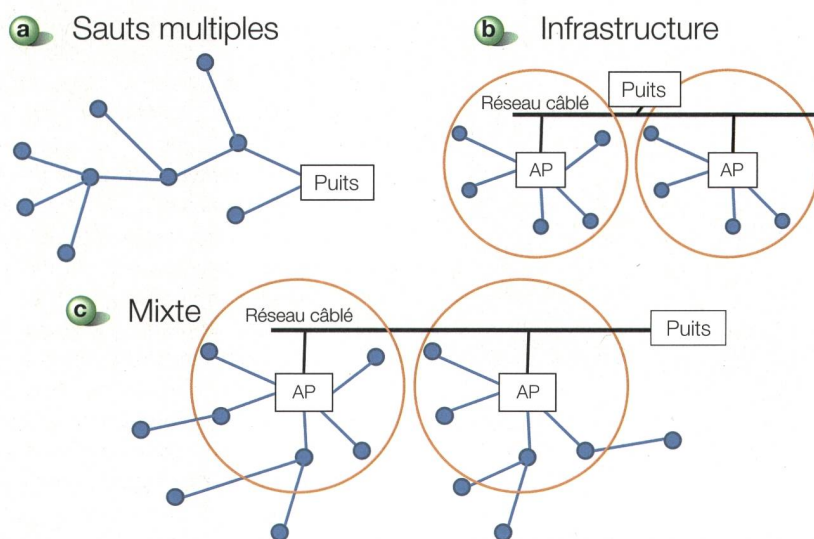 a Sauts multiples
b Infrastructure
Puits
Réseau câblé
AP
AP
Puits
c Mixte
Réseau câblé
Puits
AP
AP